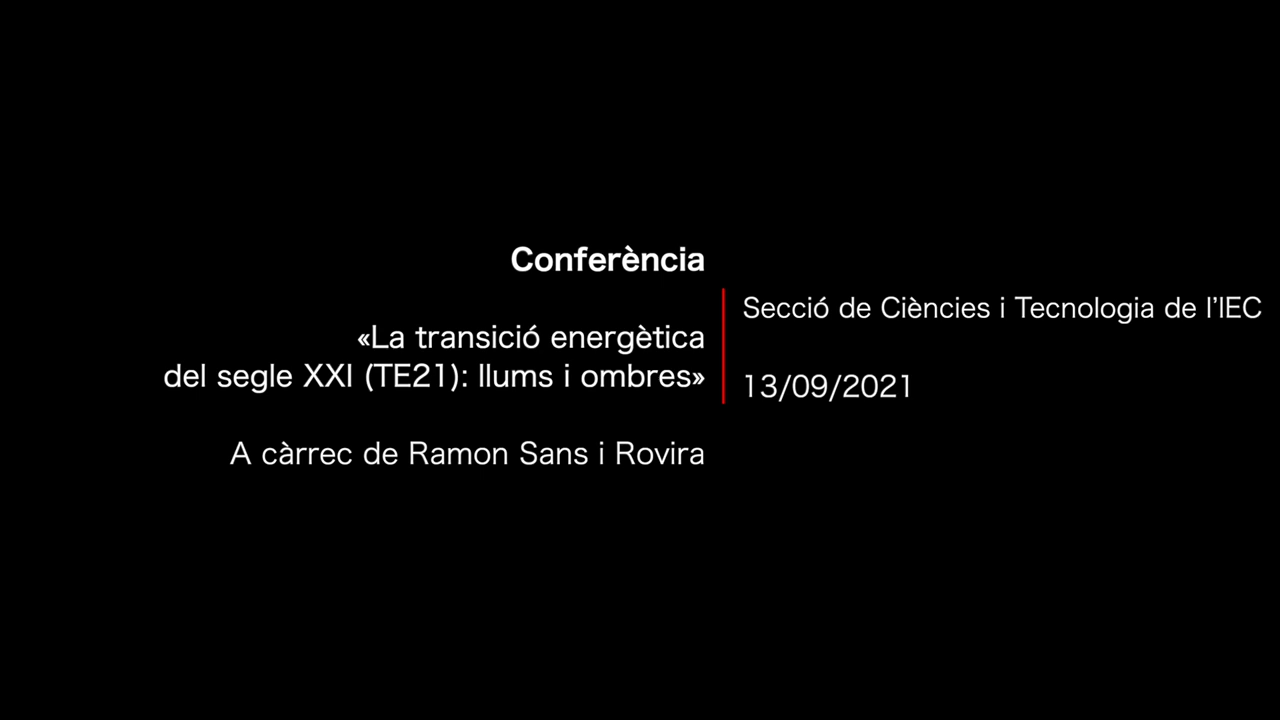 Conferència
«La transició energètica
del segle XXI (TE21): llums i ombres»
A càrrec de Ramon Sans i Rovira
Secció de Ciències i Tecnologia de l’IEC
13/09/2021